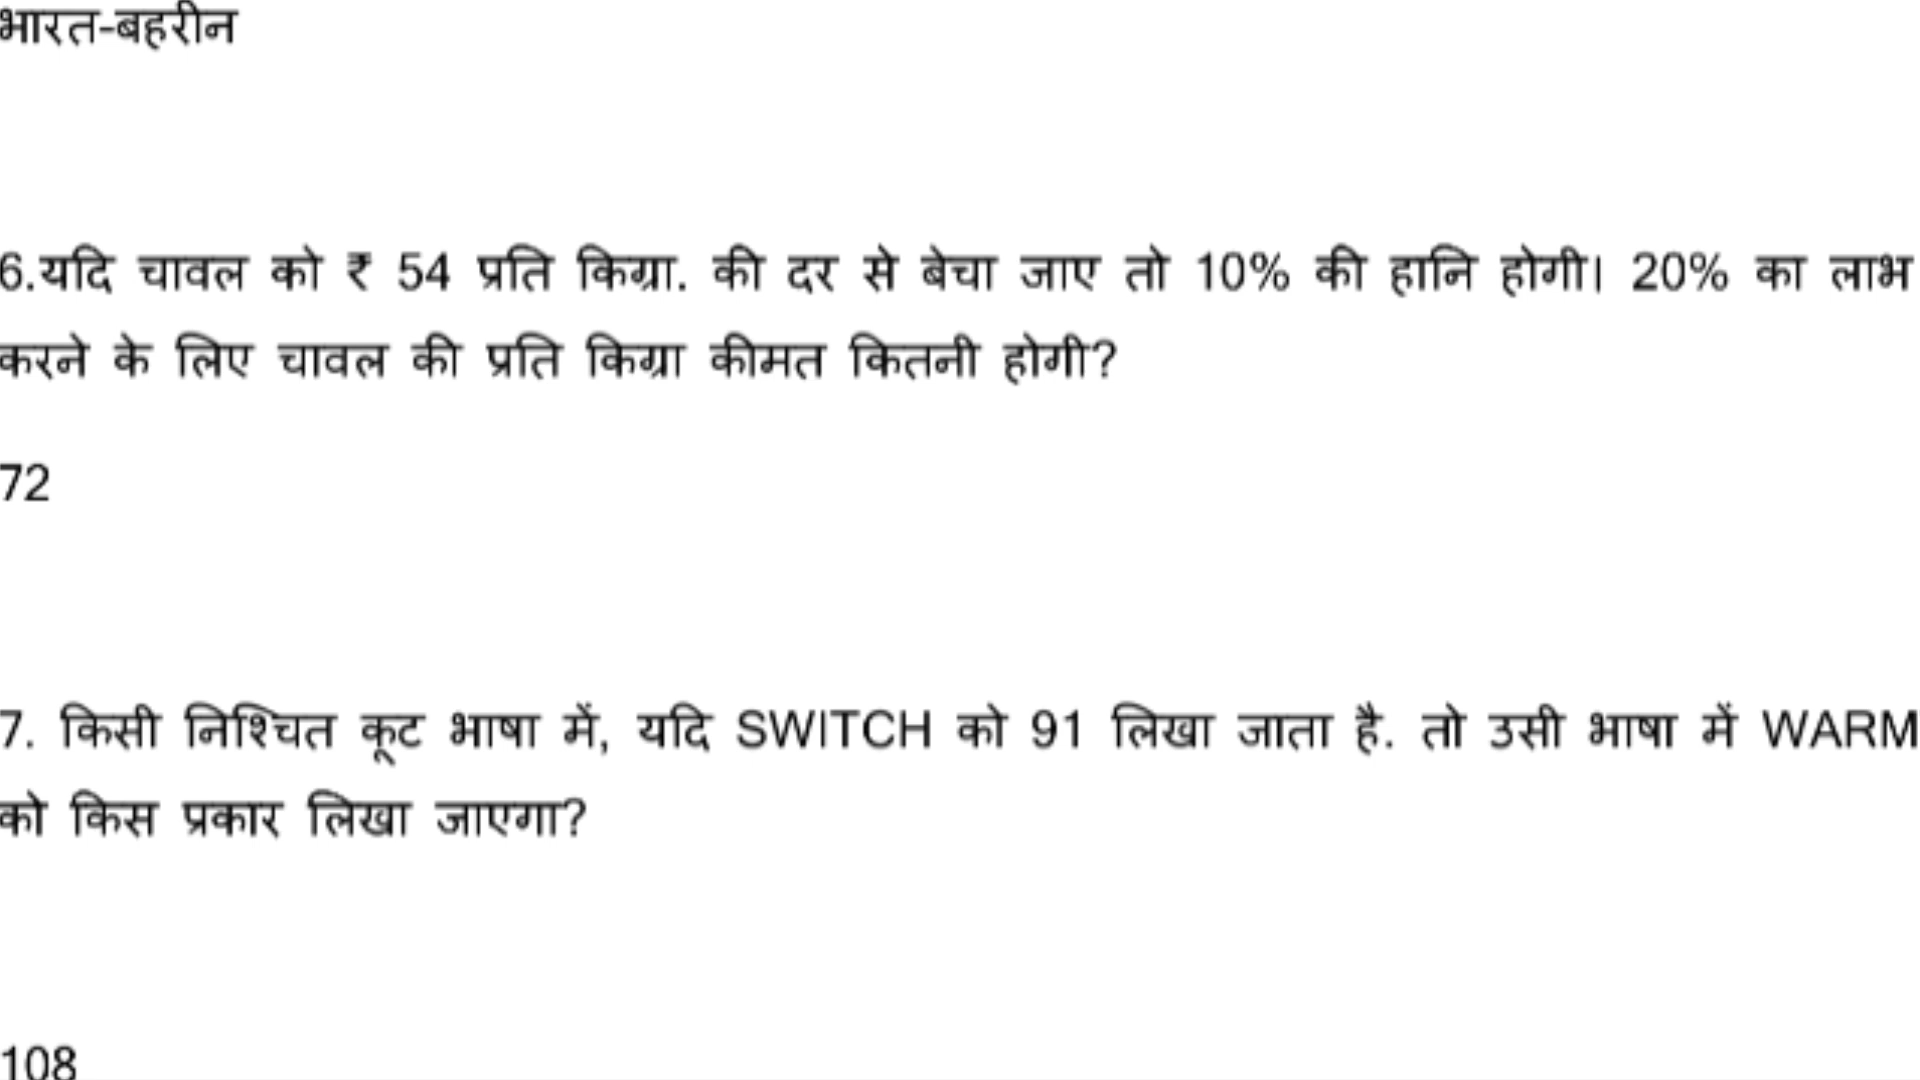 भारत-बहरीन
6.यदि चावल को ₹ 54 प्रति किग्रा. की दर से बेचा जाए तो 10% की हानि होगी। 20% का लाभ
करने के लिए चावल की प्रति किग्रा कीमत कितनी होगी?
72
7. किसी निश्चित कूट भाषा में, यदि SWITCH को 91 लिखा जाता है. तो उसी भाषा में WARM
को किस प्रकार लिखा जाएगा?
108